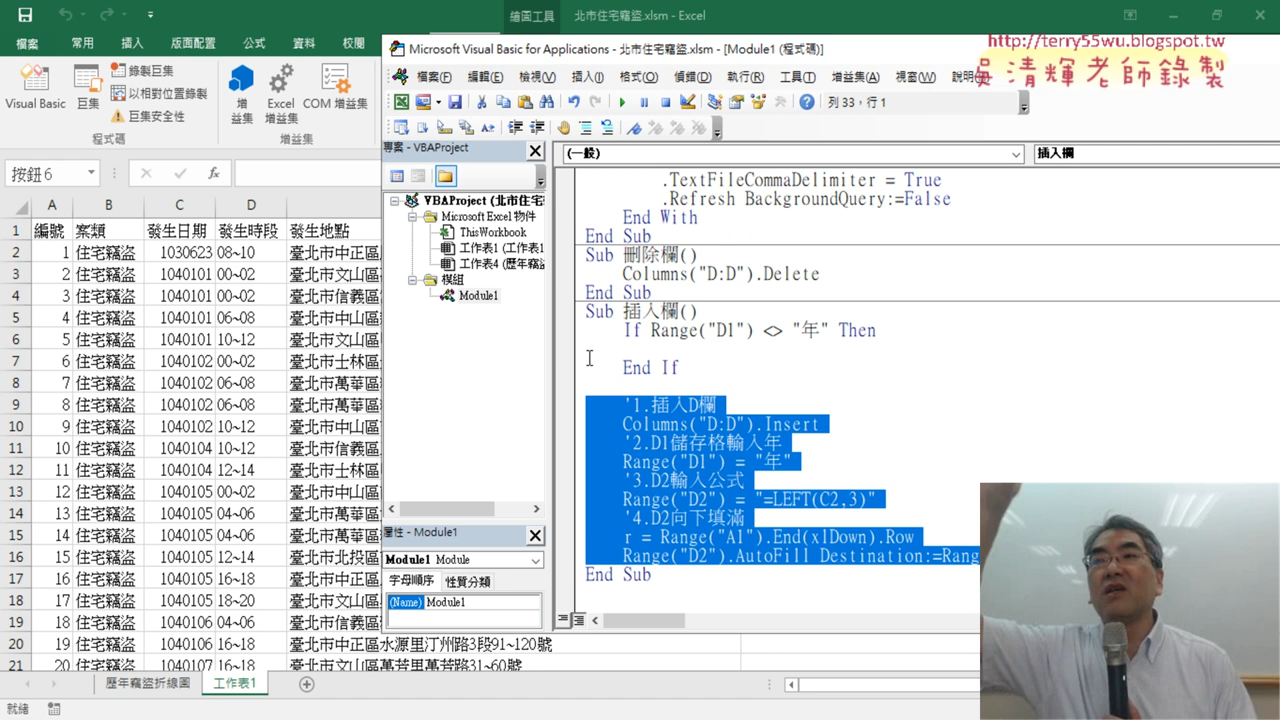 繪圖工具
北市住宅竊盜.xlsm - Excel
檔案 常用 插入 版面配置 公式 資料 校閱
Visual Basic
巨集
錄製巨集
以相對位置錄製
巨集安全性
程式碼
增益集
Excel 增益集
COM 增益集
增益集
按鈕6
fx
A B C D
1 編號 案類 發生日期 發生時段 發生地點
2 1 住宅竊盜 1030623 08~10 臺北市中正區
3 2 住宅竊盜 1040101 00~02 臺北市文山區
4 3 住宅竊盜 1040101 00~02 臺北市信義區
5 4 住宅竊盜 1040101 06~08 臺北市中山區
6 5 住宅竊盜 1040101 10~12 臺北市文山區
7 6 住宅竊盜 1040102 00~02 臺北市士林區
8 7 住宅竊盜 1040102 06~08 臺北市萬華區
9 8 住宅竊盜 1040102 06~08 臺北市萬華區
10 9 住宅竊盜 1040104 10~12 臺北市中山區
11 10 住宅竊盜 1040104 10~12 臺北市信義區
12 11 住宅竊盜 1040104 12~14 臺北市士林區
13 12 住宅竊盜 1040105 00~02 臺北市中山區
14 13 住宅竊盜 1040105 04~06 臺北市萬華區
15 14 住宅竊盜 1040105 04~06 臺北市萬華區
16 15 住宅竊盜 1040105 12~14 臺北市北投區
17 16 住宅竊盜 1040105 16~18 臺北市中正區
18 17 住宅竊盜 1040105 18~20 臺北市文山區
19 18 住宅竊盜 1040106 04~06 臺北市信義區
20 19 住宅竊盜 1040106 16~18 臺北市中正區水源里汀州路3段91~120號
21 20 住宅竊盜 1040107 16~18 臺北市文山區萬芳里萬芳路31~60號
歷年竊盜折線圖 工作表1
就緒
Microsoft Visual Basic for Applications - 北市住宅竊盜.xlsm - [Module1 (程式碼)]
檔案(F) 編輯(E) 檢視(V) 插入(I) 格式(O) 偵錯(D) 執行(R) 工具(T) 增益集(A) 視窗(W) 說明
列 33，行 1
專案 - VBAProject
VBAProject (北市住宅
Microsoft Excel 物件
ThisWorkbook
工作表1 (工作表1
工作表4 (歷年竊盜
模組
Module1
屬性 - Module1
Module1 Module
字母順序 性質分類
(Name) Module1
(一般) 插入欄
.TextFileCommaDelimiter = True
.Refresh BackgroundQuery:=False
End With
End Sub
Sub 刪除欄()
Columns("D:D").Delete
End Sub
Sub 插入欄()
If Range("D1") <> "年" Then
End If
'1.插入D欄
Columns("D:D").Insert
'2.D1儲存格輸入年
Range("D1") = "年"
'3.D2輸入公式
Range("D2") = "=LEFT(C2,3)"
'4.D2向下填滿
r = Range("A1").End(xlDown).Row
Range("D2").AutoFill Destination:=Rang
End Sub
http://terry55wu.blogspot.tw
吳清輝老師錄製